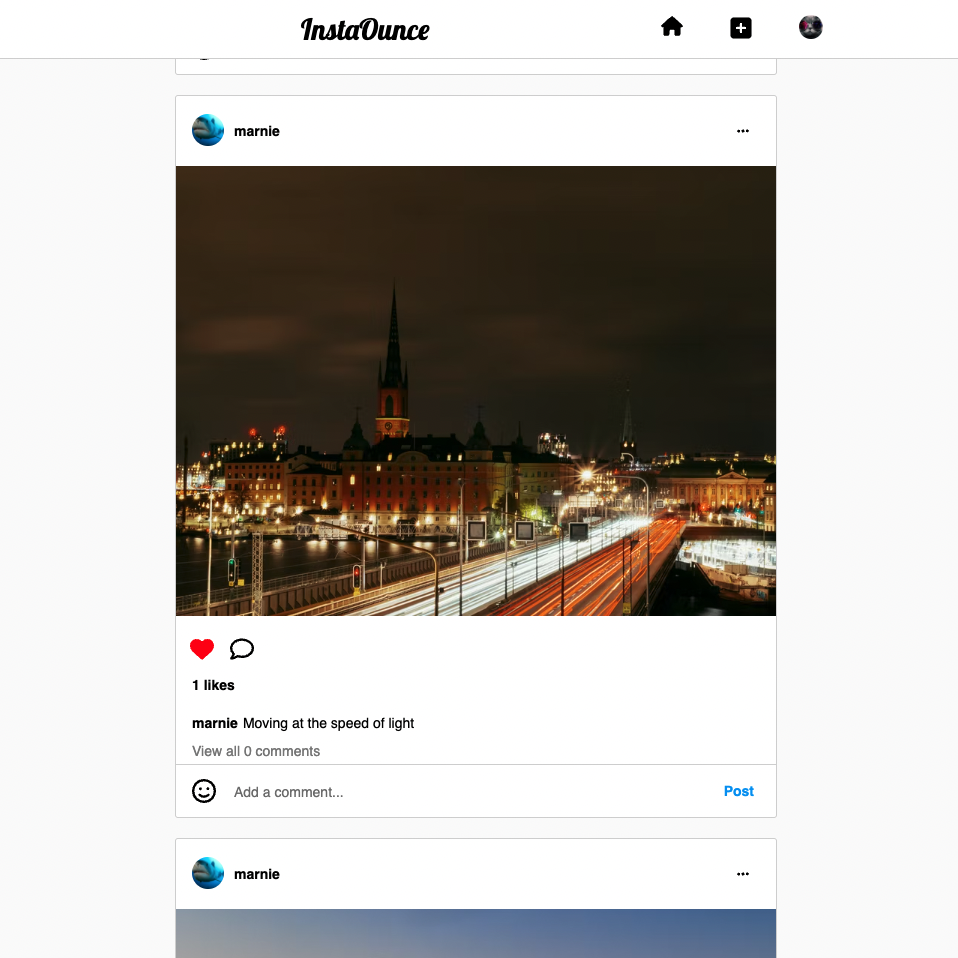 InstaOunce
marnie
1 likes
marnie Moving at the speed of light
View all 0 comments
Add a comment... Post
marnie